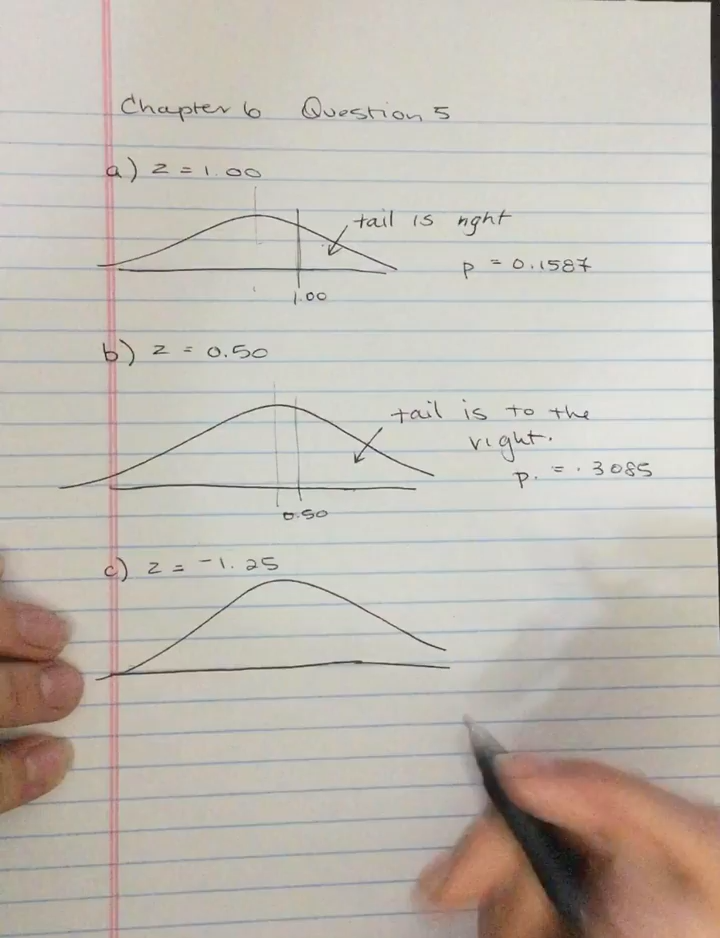 Chapter 6 Question 5
a) z = 1.00
tail is right
p = 0.1587
1.00
b) z = 0.50
tail is to the
right.
p. = .3085
0.50
c) z = -1.25